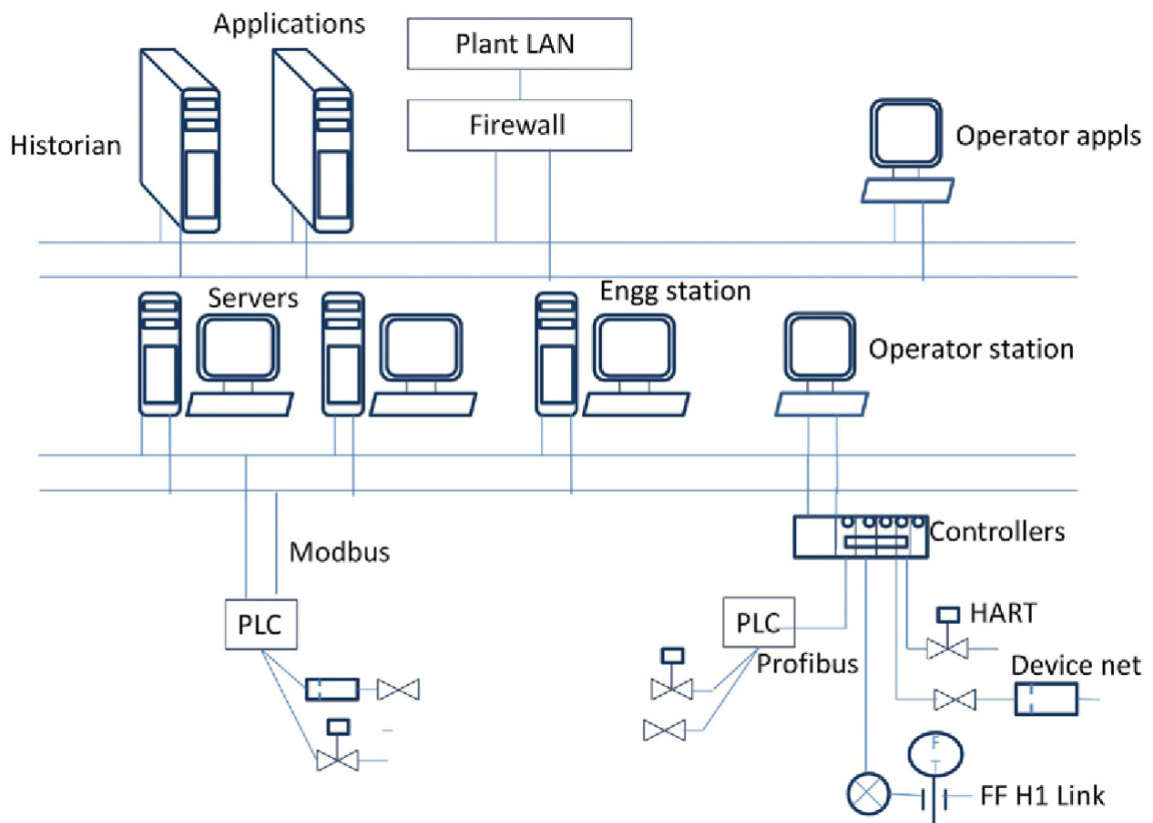 Applications
Plant LAN
Firewall
Historian
Operator appls
Servers
Engg station
Operator station
Modbus
Controllers
PLC
PLC
HART
Profibus
Device net
F
T
FF H1 Link